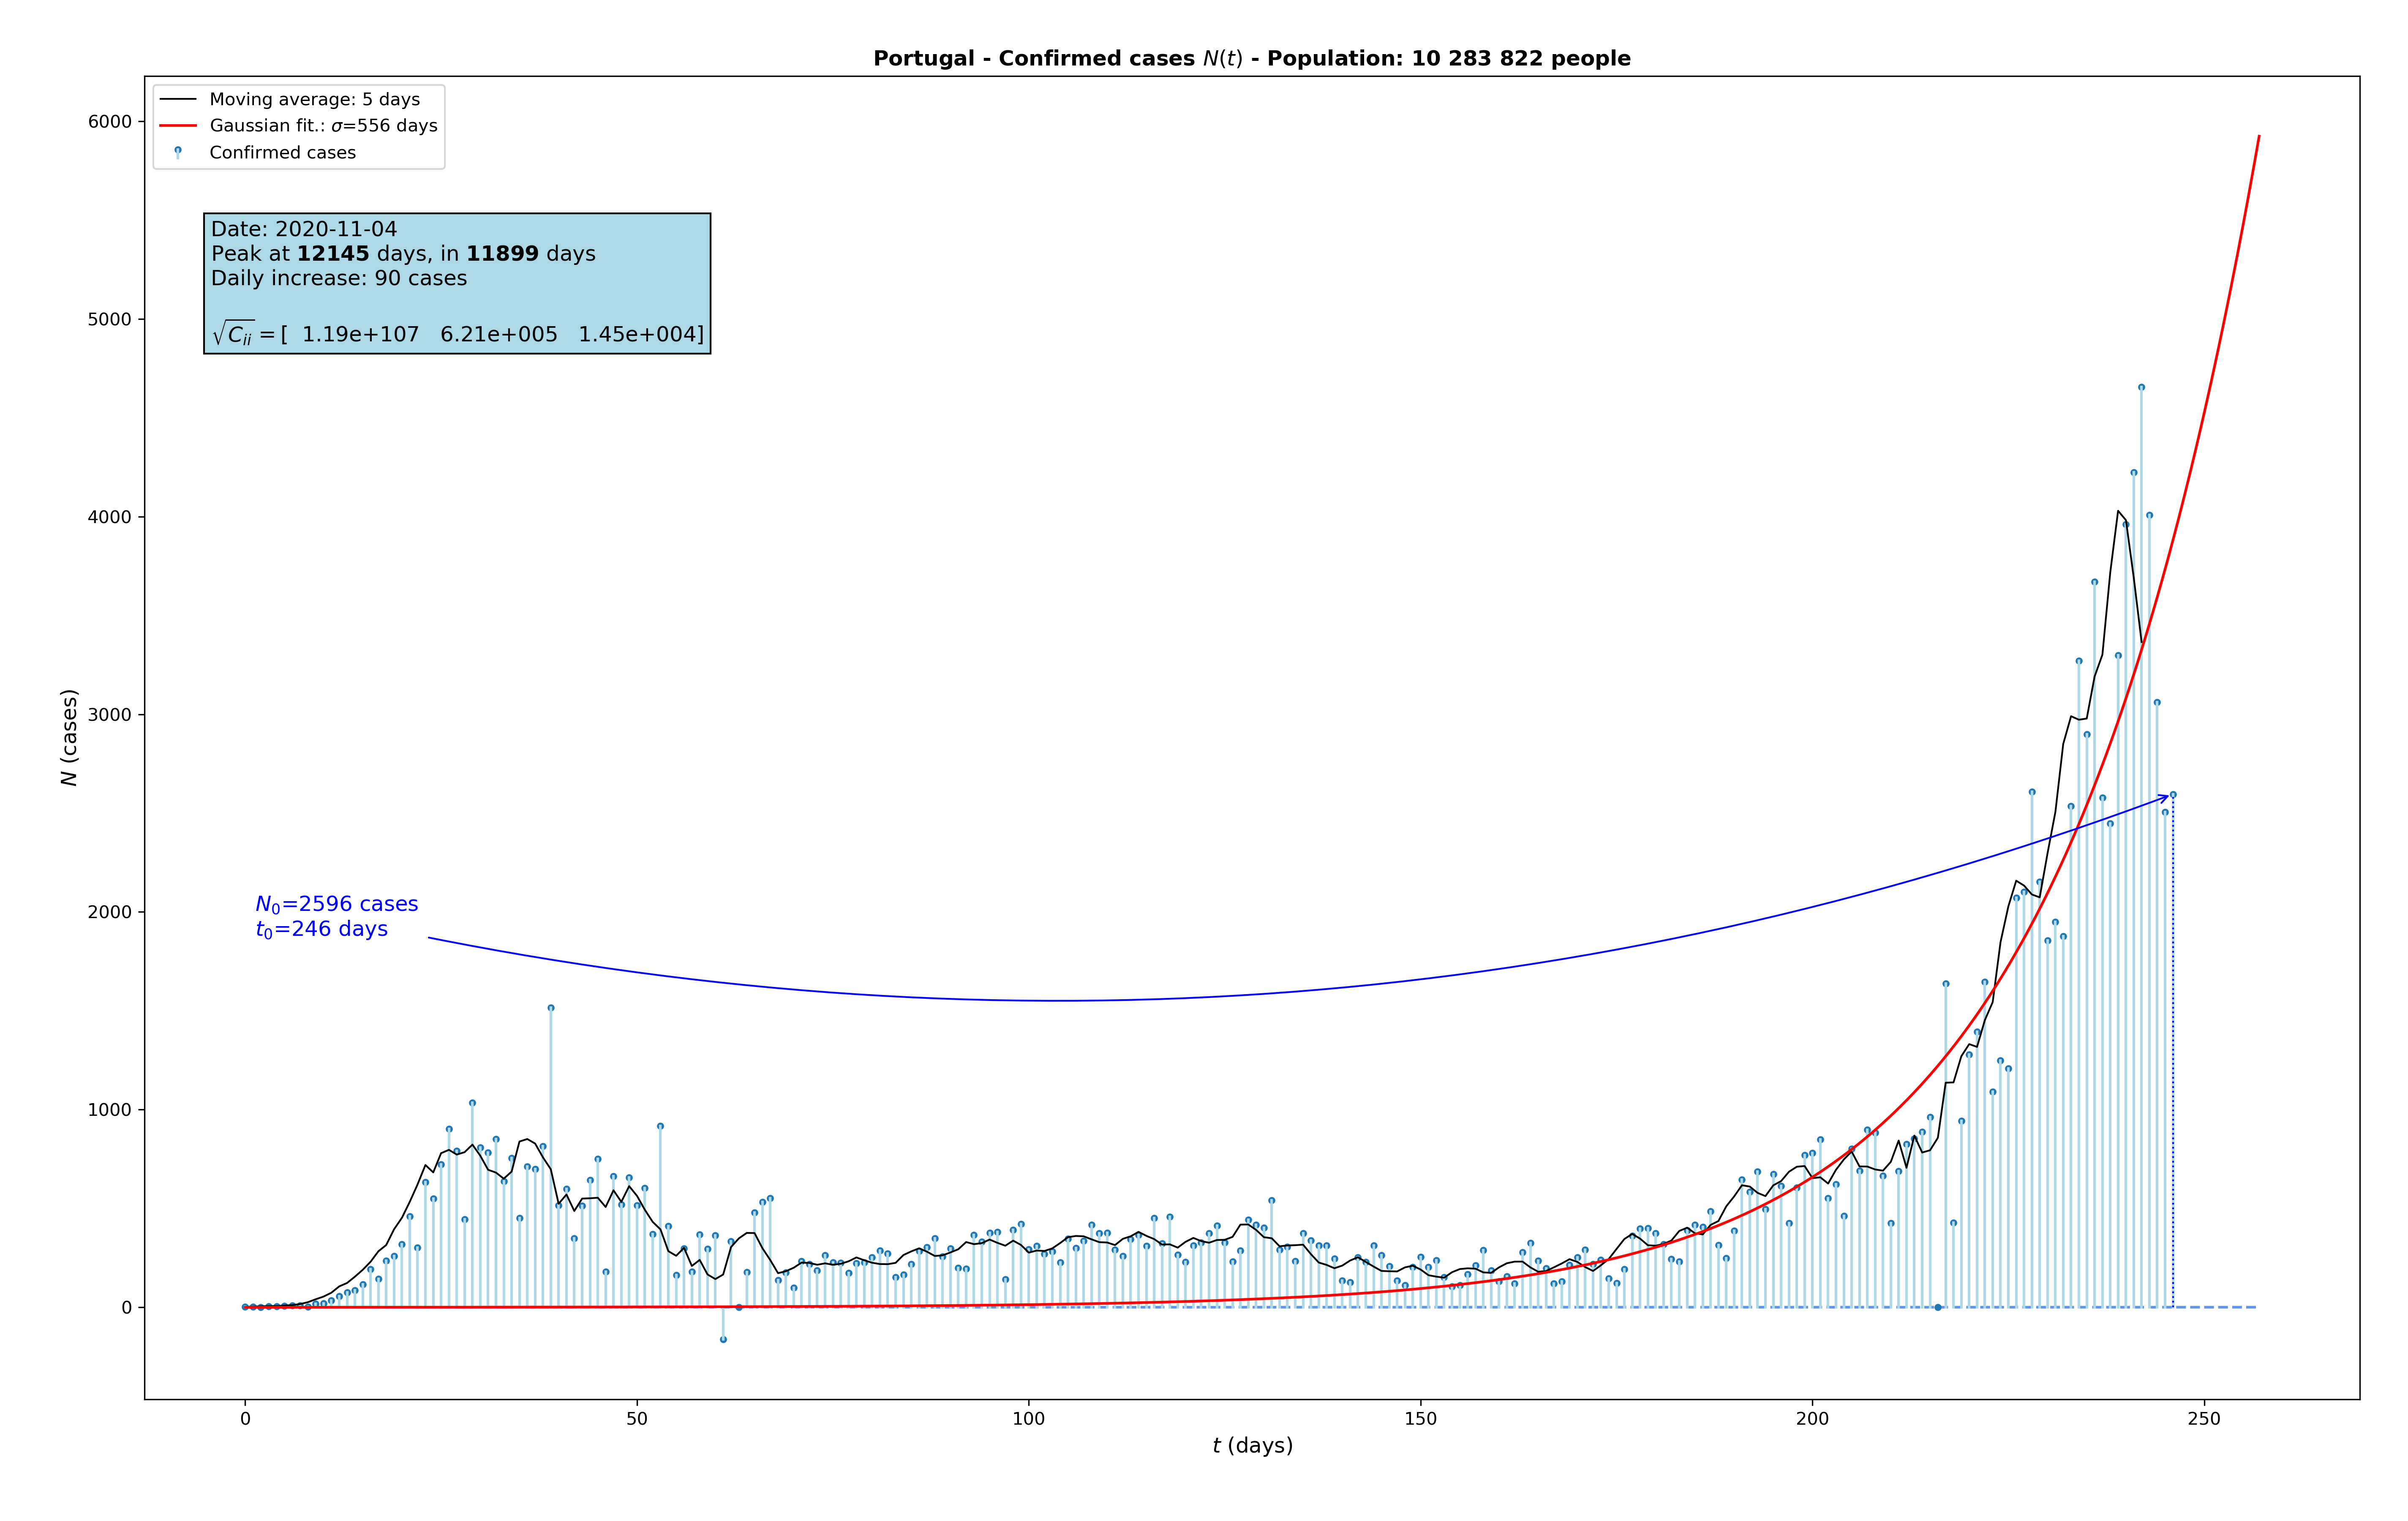 Portugal - Confirmed cases N(t) - Population: 10 283 822 people
Moving average: 5 days
Gaussian fit.: σ=556 days
Confirmed cases
Date: 2020-11-04
Peak at 12145 days, in 11899 days
Daily increase: 90 cases
√Cᵢᵢ = [ 1.19e+107 6.21e+005 1.45e+004]
N₀=2596 cases
t₀=246 days
N (cases)
6000
5000
4000
3000
2000
1000
0
0 50 100 150 200 250
t (days)